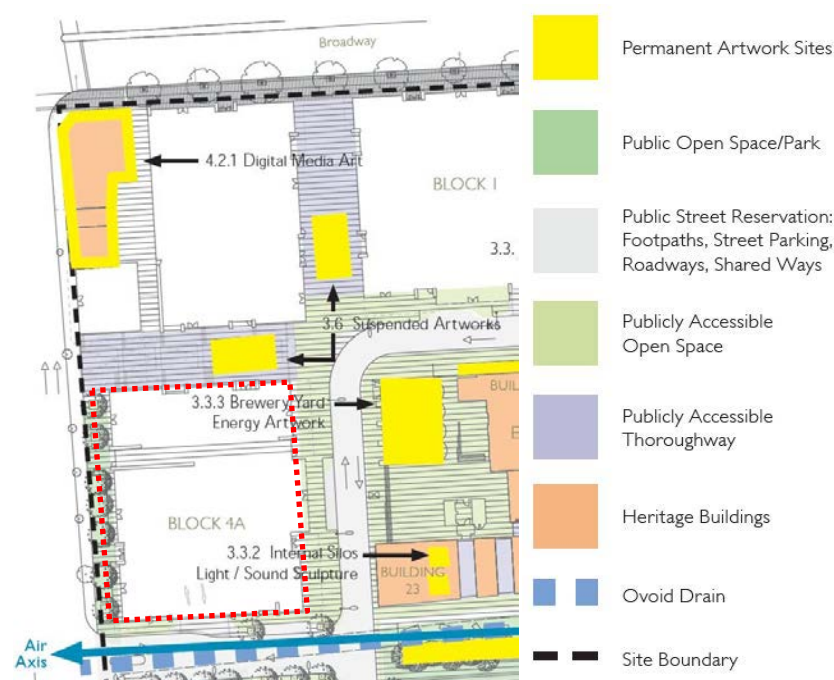 Broadway
4.2.1 Digital Media Art
BLOCK 1
3.3.
3.6 Suspended Artworks
3.3.3 Brewery Yard
Energy Artwork
BUIL
BLOCK 4A
3.3.2 Internal Silos
Light / Sound Sculpture
BUILDING
23
Air
Axis
Permanent Artwork Sites
Public Open Space/Park
Public Street Reservation:
Footpaths, Street Parking,
Roadways, Shared Ways
Publicly Accessible
Open Space
Publicly Accessible
Thoroughway
Heritage Buildings
Ovoid Drain
Site Boundary